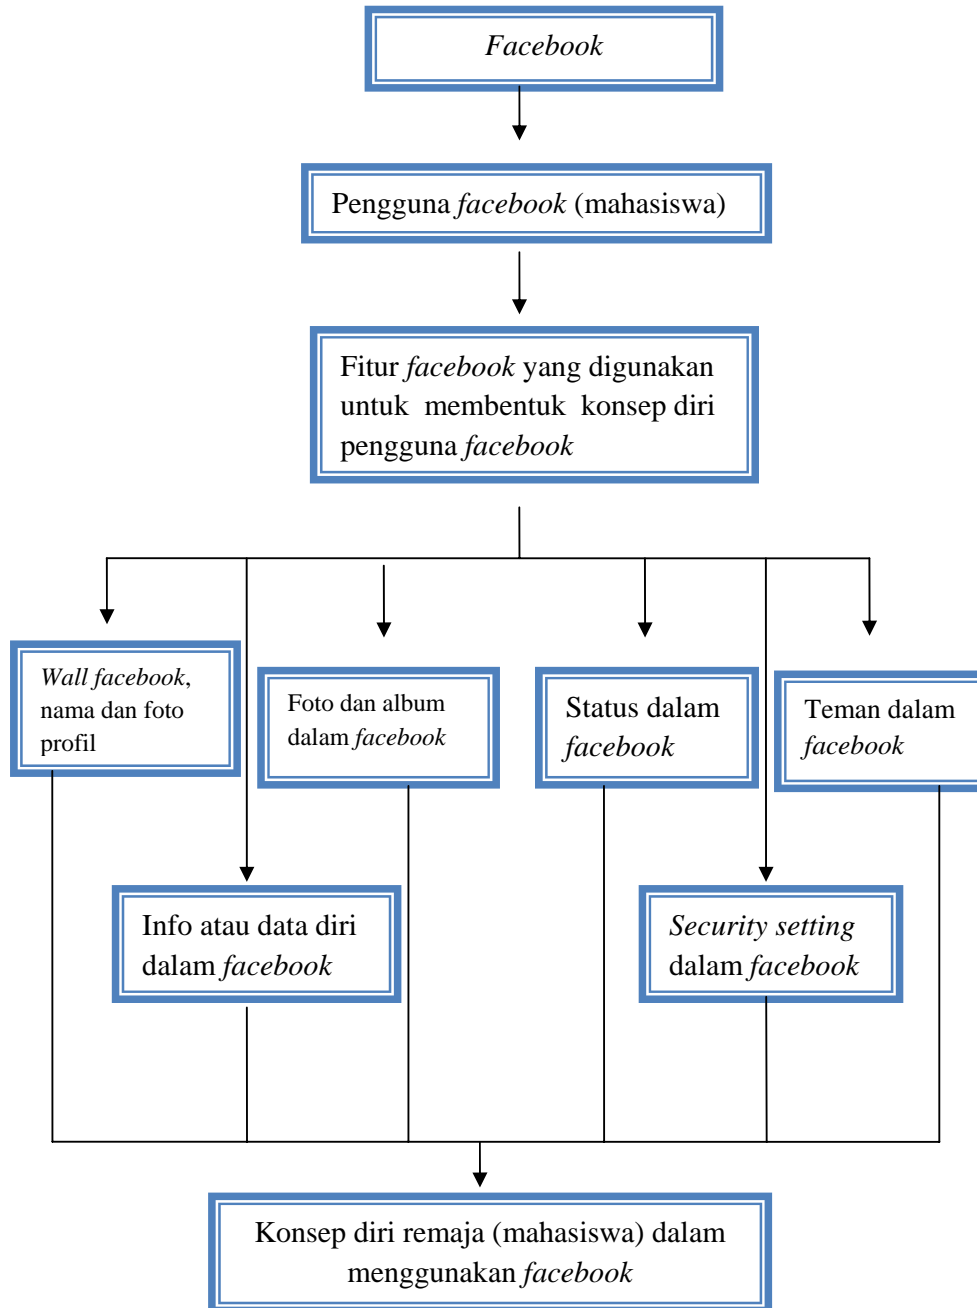 Facebook
Pengguna facebook (mahasiswa)
Fitur facebook yang digunakan
untuk membentuk konsep diri
pengguna facebook
Wall facebook,
nama dan foto
profil
Foto dan album
dalam facebook
Status dalam
facebook
Teman dalam
facebook
Info atau data diri
dalam facebook
Security setting
dalam facebook
Konsep diri remaja (mahasiswa) dalam
menggunakan facebook